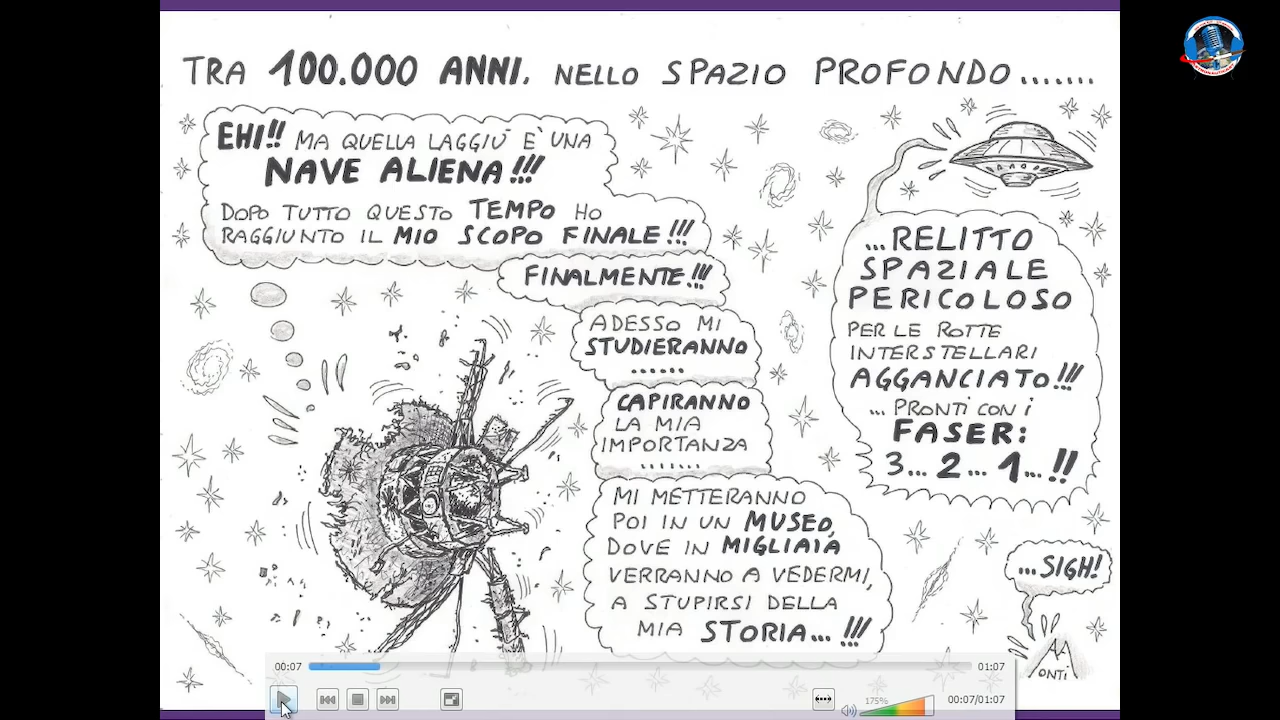 TRA 100.000 ANNI. NELLO SPAZIO PROFONDO.......
EHI!! MA QUELLA LAGGIÙ È UNA
NAVE ALIENA!!!
DOPO TUTTO QUESTO TEMPO HO
RAGGIUNTO IL MIO SCOPO FINALE!!!
FINALMENTE!!!
ADESSO MI
STUDIERANNO
......
CAPIRANNO
LA MIA
IMPORTANZA
.......
MI METTERANNO
POI IN UN MUSEO,
DOVE IN MIGLIAIA
VERRANNO A VEDERMI,
A STUPIRSI DELLA
MIA STORIA... !!!
...RELITTO
SPAZIALE
PERICOLOSO
PER LE ROTTE
INTERSTELLARI
AGGANCIATO!!!
... PRONTI CON i
FASER:
3... 2... 1...!!
...SIGH!
MONTI
00:07
01:07
175%
00:07/01:07